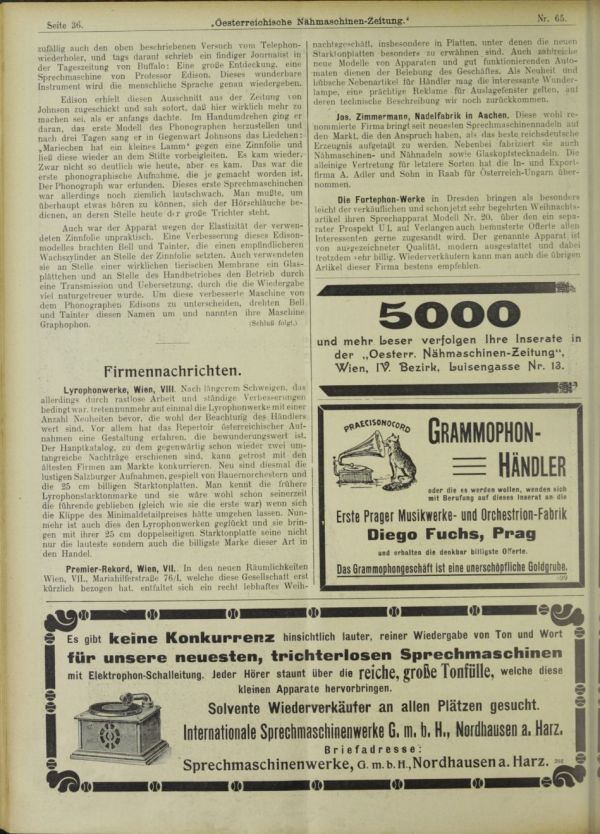 Seite 36.
„Oesterreichische Nähmaschinen-Zeitung.“
Nr. 65.
zufällig auch den oben beschriebenen Versuch vom Telephon-
wiederholer, und tags darauf schrieb ein findiger Journalist in
der Tageszeitung von Buffalo: Eine große Entdeckung, eine
Sprechmaschine von Professor Edison. Dieses wunderbare
Instrument wird die menschliche Sprache genau wiedergeben.
Edison erhielt diesen Ausschnitt aus der Zeitung von
Johnson zugeschickt und sah sofort, daß hier wirklich mehr zu
machen sei, als er anfangs dachte. Im Handumdrehen ging er
daran, das erste Modell des Phonographen herzustellen und
nach drei Tagen sang er in Gegenwart Johnsons das Liedchen:
„Mariechen hat ein kleines Lamm“ gegen eine Zinnfolie und
ließ diese wieder an dem Stifte vorbeigleiten. Es kam wieder.
Zwar nicht so deutlich wie heute, aber es kam. Das war die
erste phonographische Aufnahme, die je gemacht worden ist.
Der Phonograph war erfunden. Dieses erste Sprechmaschinchen
war allerdings noch ziemlich lautschwach. Man mußte, um
überhaupt etwas hören zu können, sich der Hörschläuche be-
dienen, an deren Stelle heute der große Trichter steht.
Auch war der Apparat wegen der Elastizität der verwen-
deten Zinnfolie unpraktisch. Eine Verbesserung dieses Edison-
modelles brachten Bell und Tainter, die einen empfindlicheren
Wachszylinder an Stelle der Zinnfolie setzten. Auch verwendeten
sie an Stelle einer wirklichen tierischen Membrane ein Glas-
plättchen und an Stelle des Handbetriebes den Betrieb durch
eine Transmission und Uebersetzung, durch die die Wiedergabe
viel naturgetreuer wurde. Um diese verbesserte Maschine von
dem Phonographen Edisons zu unterscheiden, drehten Bell
und Tainter diesen Namen um und nannten ihre Maschine
Graphophon. (Schluß folgt.)
Firmennachrichten.
Lyrophonwerke, Wien, VIII. Nach längerem Schweigen, das
allerdings durch rastlose Arbeit und ständige Verbesserungen
bedingt war, treten nunmehr auf einmal die Lyrophonwerke mit einer
Anzahl Neuheiten bevor, die wohl der Beachtung des Händlers
wert sind. Vor allem hat das Repertoir österreichischer Auf-
nahmen eine Gestaltung erfahren, die bewunderungswert ist.
Der Hauptkatalog, zu dem gegenwärtig schon wieder zwei um-
fangreiche Nachträge erschienen sind, kann getrost mit den
ältesten Firmen am Markte konkurrieren. Neu sind diesmal die
lustigen Salzburger Aufnahmen, gespielt von Bauernorchestern und
die 25 cm billigen Starktonplatten. Man kennt die frühere
Lyrophonstarktonmarke und sie wäre wohl schon seinerzeit
die führende geblieben (gleich wie sie die erste war) wenn sich
die Klippe des Minimaldetailpreises hätte umgehen lassen. Nun-
mehr ist auch dies den Lyrophonwerken geglückt und sie brin-
gen mit ihrer 25 cm doppelseitigen Starktonplatte seine nicht
nur die lauteste sondern auch die billigste Marke dieser Art in
den Handel.
Premier-Rekord, Wien, VII. In den neuen Räumlichkeiten
Wien, VII., Mariahilferstraße 76/I, welche diese Gesellschaft erst
kürzlich bezogen hat, entfaltet sich ein recht lebhaftes Weih-
nachtsgeschäft, insbesondere in Platten, unter denen die neuen
Starktonplatten besonders zu erwähnen sind. Auch zahlreiche
neue Modelle von Apparaten und gut funktionierenden Auto-
maten dienen der Belebung des Geschäftes. Als Neuheit und
hübsche Nebenartikel für Händler mag die interessante Wunder-
lampe, eine prächtige Reklame für Auslagefenster gelten, auf
deren technische Beschreibung wir noch zurückkommen.
Jos. Zimmermann, Nadelfabrik in Aachen. Diese wohl re-
nommierte Firma bringt seit neuesten Sprechmaschinennadeln auf
den Markt, die den Anspruch haben, als das beste reichsdeutsche
Erzeugnis aufgefaßt zu werden. Nebenbei fabriziert sie auch
Nähmaschinen- und Nähnadeln sowie Glaskopfstecknadeln. Die
alleinige Vertretung für letztere Sorten hat die In- und Export-
firma A. Adler und Sohn in Raab für Österreich-Ungarn über-
nommen.
Die Fortephon-Werke in Dresden bringen als besonders
leicht der verkäuflichen und schon jetzt sehr begehrten Weihnachts-
artikel ihren Sprechapparat Modell Nr. 20, über den ein sepa-
rater Prospekt U I, auf Verlangen auch bemusterte Offerte allen
Interessenten gerne zugesandt wird. Der genannte Apparat ist
von ausgezeichneter Qualität, modern ausgestattet und dabei
trotzdem sehr billig. Wiederverkäufern kann man auch die übrigen
Artikel dieser Firma bestens empfehlen.
5000
und mehr Leser verfolgen Ihre Inserate in
der „Oesterr. Nähmaschinen-Zeitung“,
Wien, IV. Bezirk, Luisengasse Nr. 13.
PRAECISONOCORD
GRAMMOPHON-
HÄNDLER
oder die es werden wollen, wenden sich
mit Berufung auf dieses Inserat an die
Erste Prager Musikwerke- und Orchestrion-Fabrik
Diego Fuchs, Prag
und erhalten die denkbar billigste Offerte.
Das Grammophongeschäft ist eine unerschöpfliche Goldgrube.
Es gibt keine Konkurrenz hinsichtlich lauter, reiner Wiedergabe von Ton und Wort
für unsere neuesten, trichterlosen Sprechmaschinen
mit Elektrophon-Schalleitung. Jeder Hörer staunt über die reiche, große Tonfülle, welche diese
kleinen Apparate hervorbringen.
Solvente Wiederverkäufer an allen Plätzen gesucht.
Internationale Sprechmaschinenwerke G. m. b. H., Nordhausen a. Harz.
Briefadresse:
Sprechmaschinenwerke, G. m. b. H., Nordhausen a. Harz.